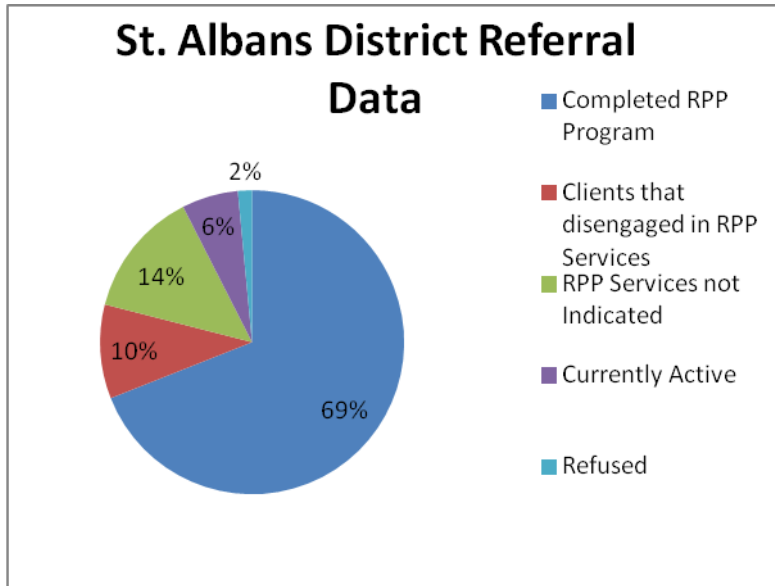 St. Albans District Referral
Data
2%
6%
14%
10%
69%
Completed RPP
Program
Clients that
disengaged in RPP
Services
RPP Services not
Indicated
Currently Active
Refused